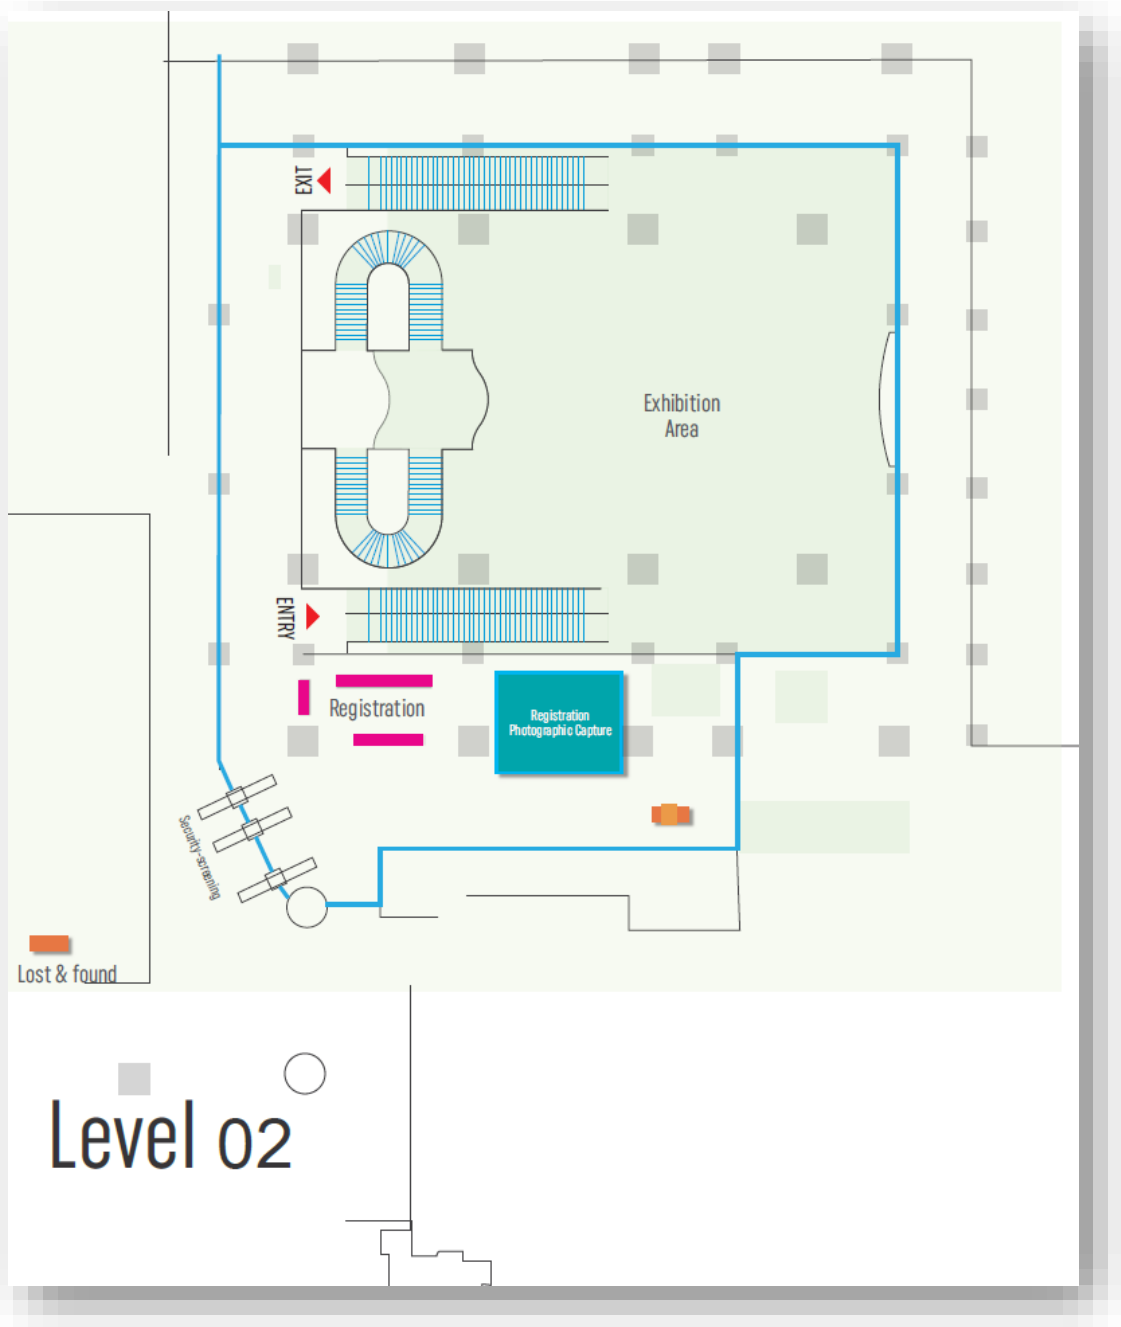 EXIT
Exhibition
Area
ENTRY
Registration
Registration
Photographic Capture
Security-screening
Lost & found
Level 02